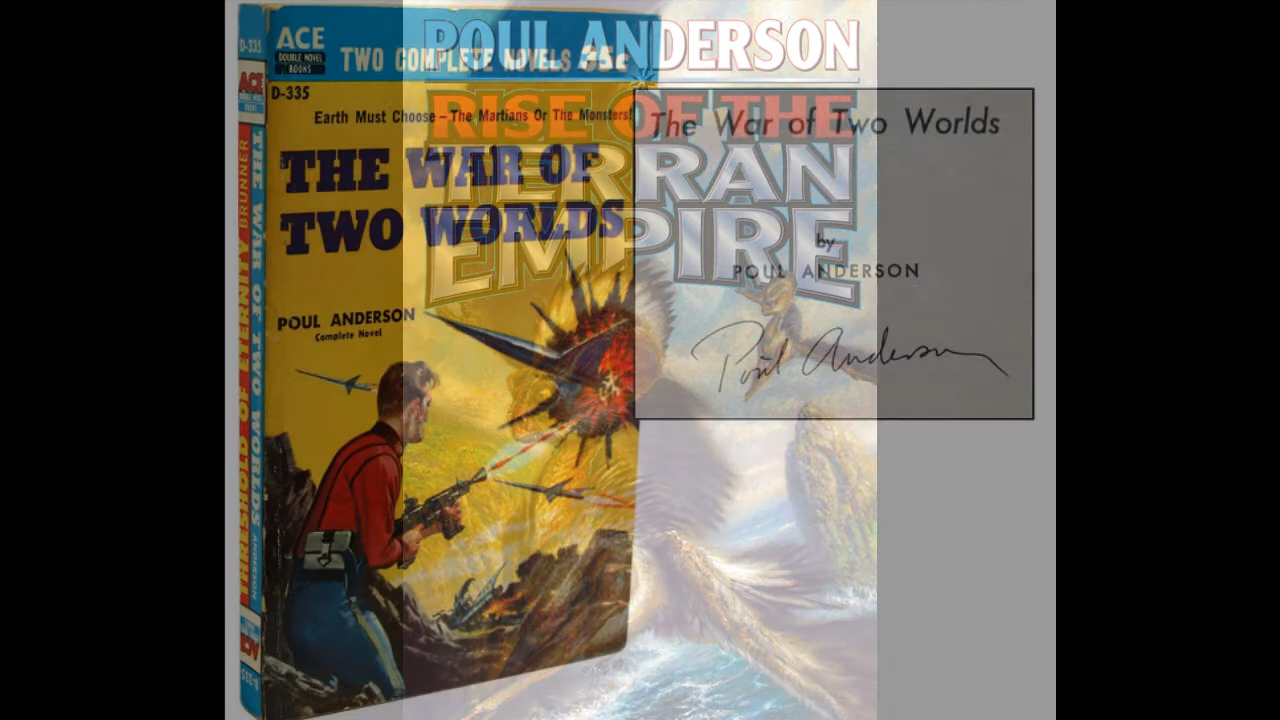 D-335
ACE
DOUBLE NOVEL
BOOKS
TWO COMPLETE NOVELS 35c
D-335
Earth Must Choose – The Martians Or The Monsters!
THE WAR OF
TWO WORLDS
POUL ANDERSON
Complete Novel
ACE
THRESHOLD OF ETERNITY BRUNNER
THE WAR OF TWO WORLDS ANDERSON
POUL ANDERSON
RISE OF THE
TERRAN
EMPIRE
The War of Two Worlds
by
POUL ANDERSON
Poul Anderson